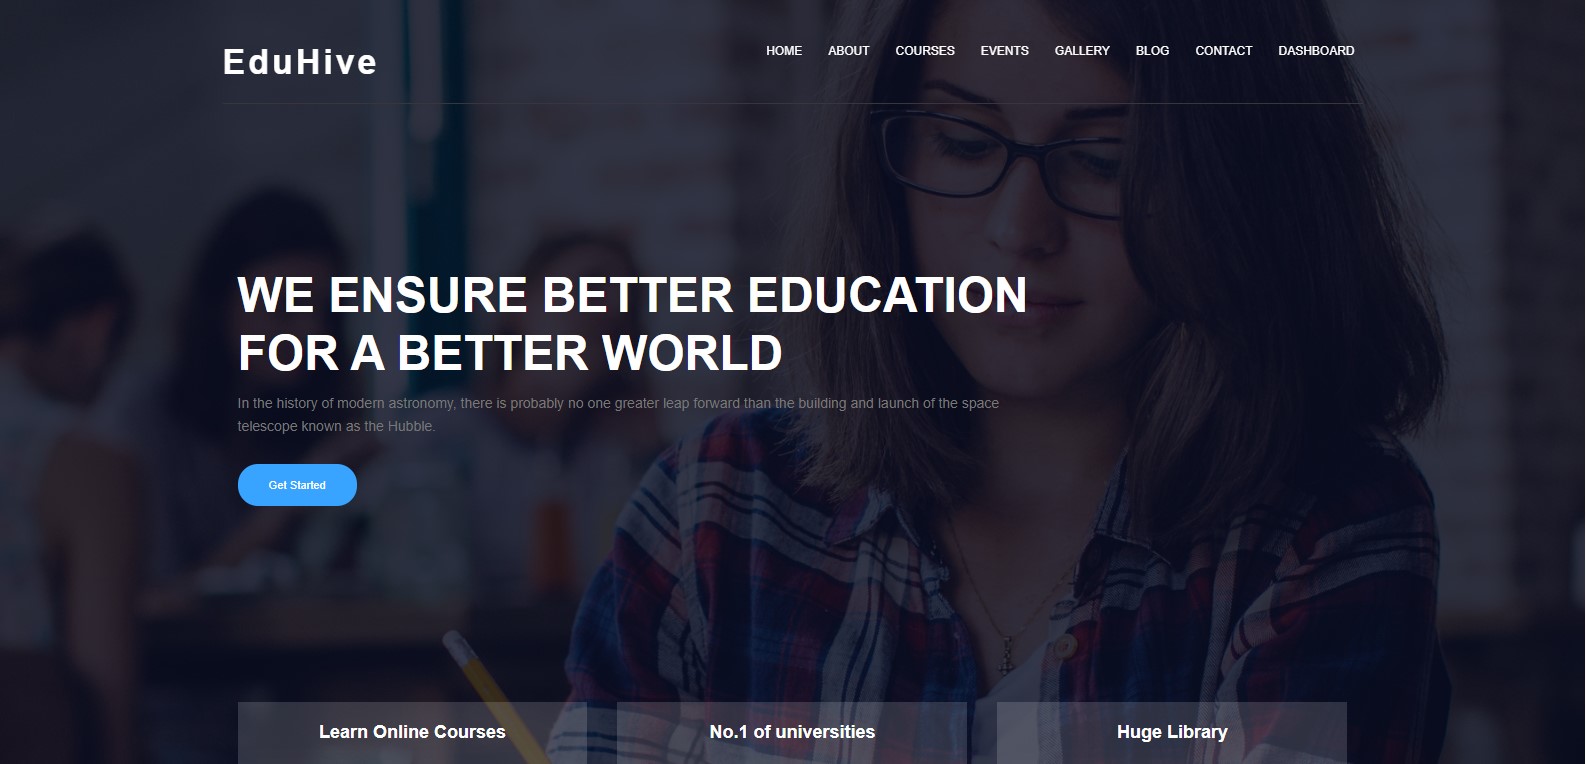 EduHive
HOME ABOUT COURSES EVENTS GALLERY BLOG CONTACT DASHBOARD
WE ENSURE BETTER EDUCATION
FOR A BETTER WORLD
In the history of modern astronomy, there is probably no one greater leap forward than the building and launch of the space
telescope known as the Hubble.
Get Started
Learn Online Courses
No.1 of universities
Huge Library